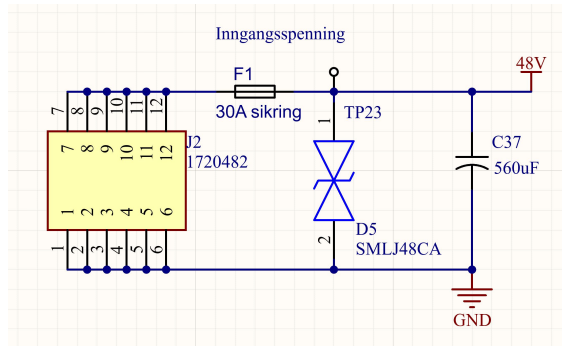 Inngangsspenning
48V
F1
30A sikring
TP23
7 8 9 10 11 12
1
J2
1720482
7 8 9 10 11 12
C37
560uF
1 2 3 4 5 6
2
D5
SMLJ48CA
1 2 3 4 5 6
GND